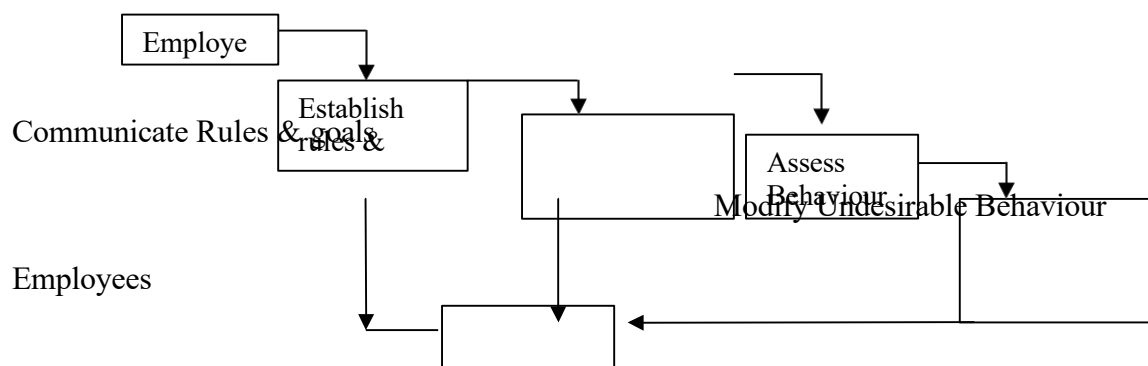 Employe
Establish
rules &
Communicate Rules & goals
Assess
Behaviour
Modify Undesirable Behaviour
Employees